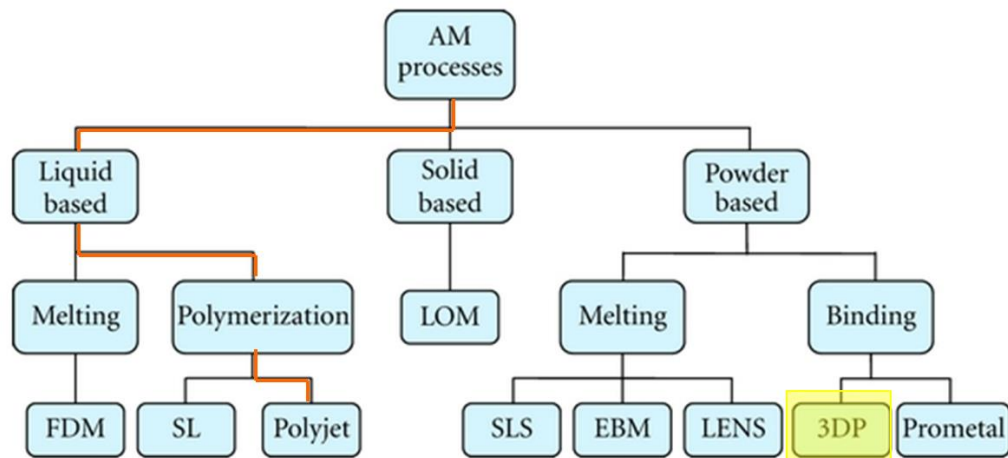 AM
processes
Liquid
based
Solid
based
Powder
based
Melting
Polymerization
LOM
Melting
Binding
FDM
SL
Polyjet
SLS
EBM
LENS
3DP
Prometal